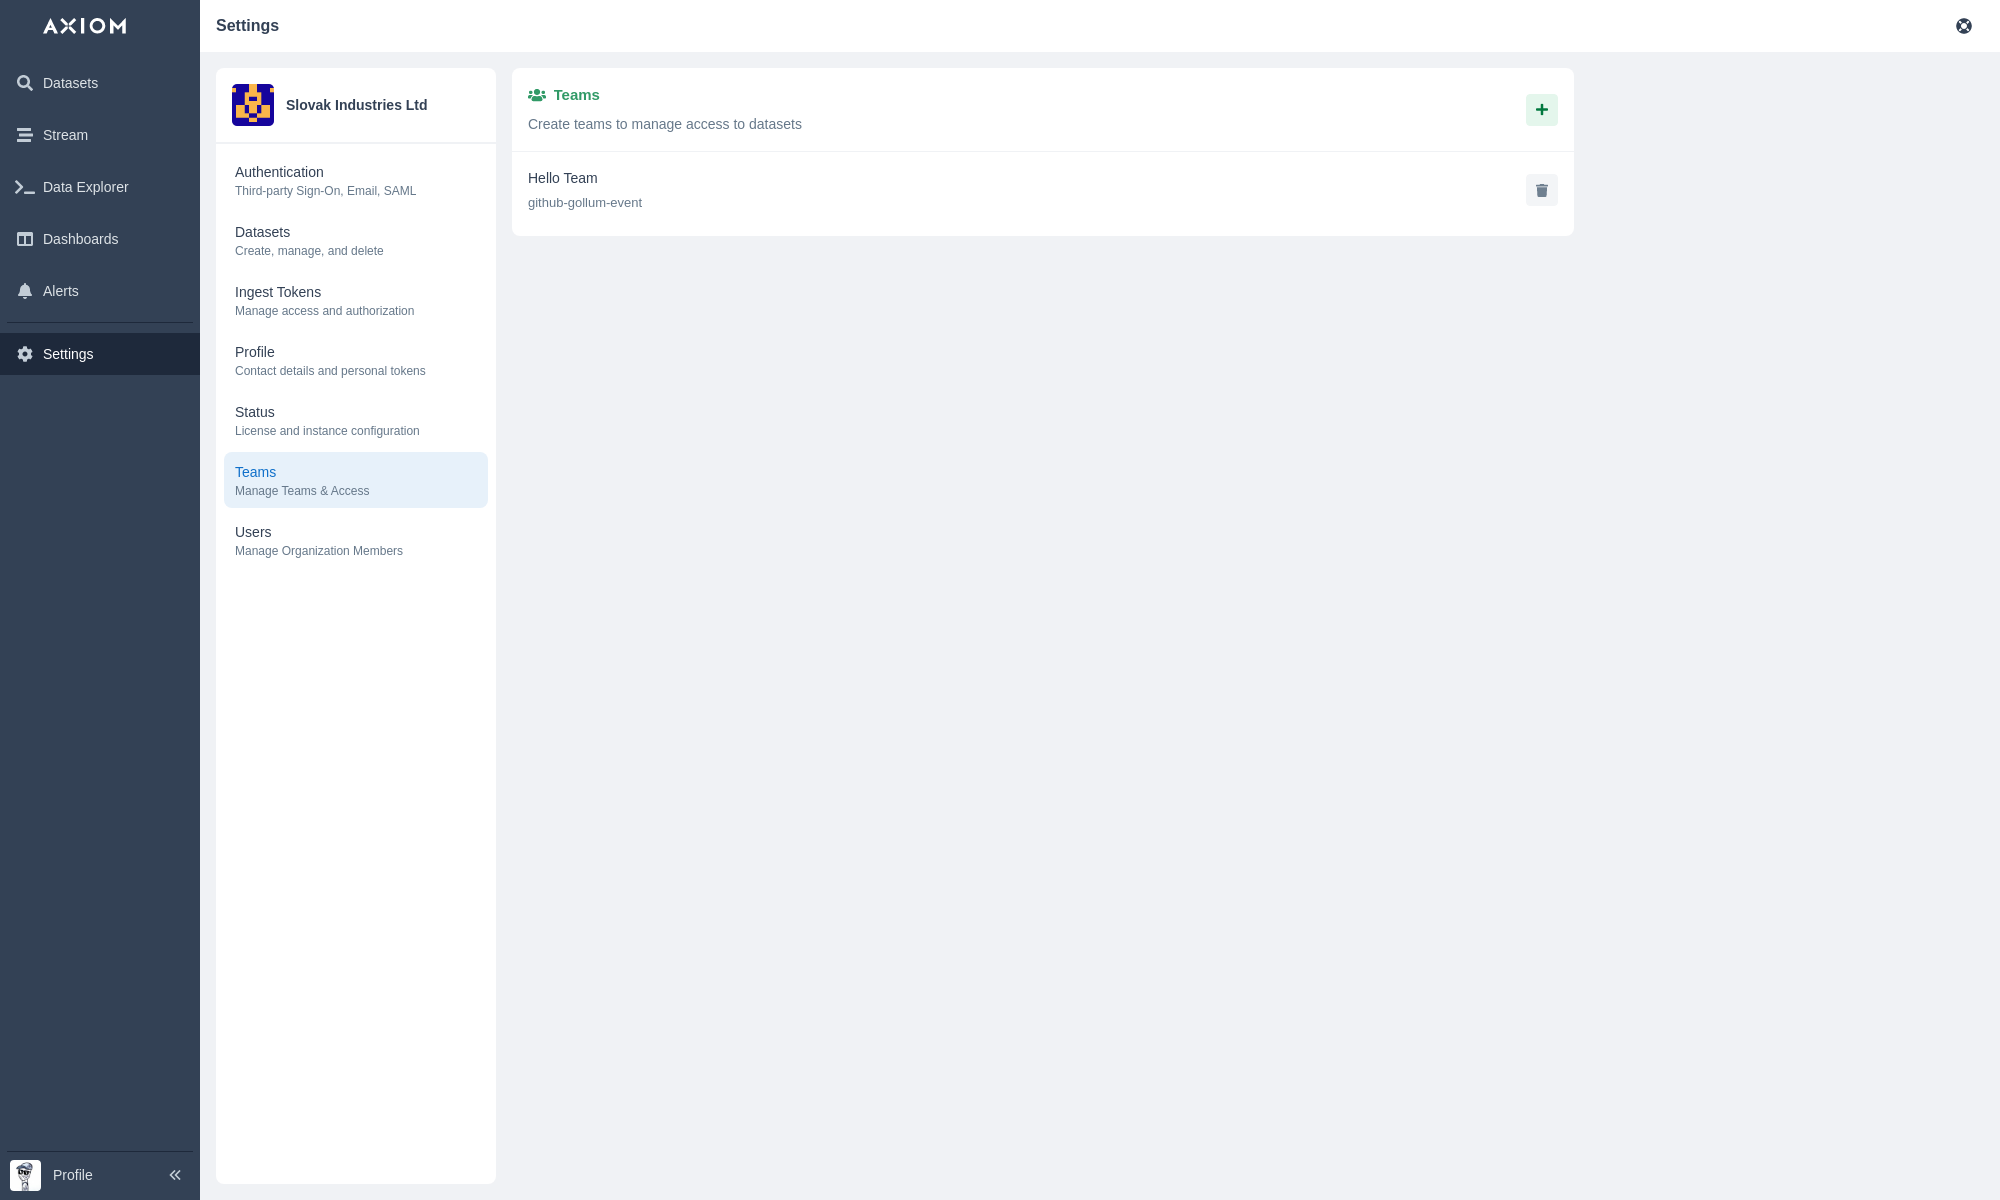 AXIOM
Settings
Datasets
Stream
Data Explorer
Dashboards
Alerts
Settings
Slovak Industries Ltd
Authentication
Third-party Sign-On, Email, SAML
Datasets
Create, manage, and delete
Ingest Tokens
Manage access and authorization
Profile
Contact details and personal tokens
Status
License and instance configuration
Teams
Manage Teams & Access
Users
Manage Organization Members
Teams
Create teams to manage access to datasets
Hello Team
github-gollum-event
Profile